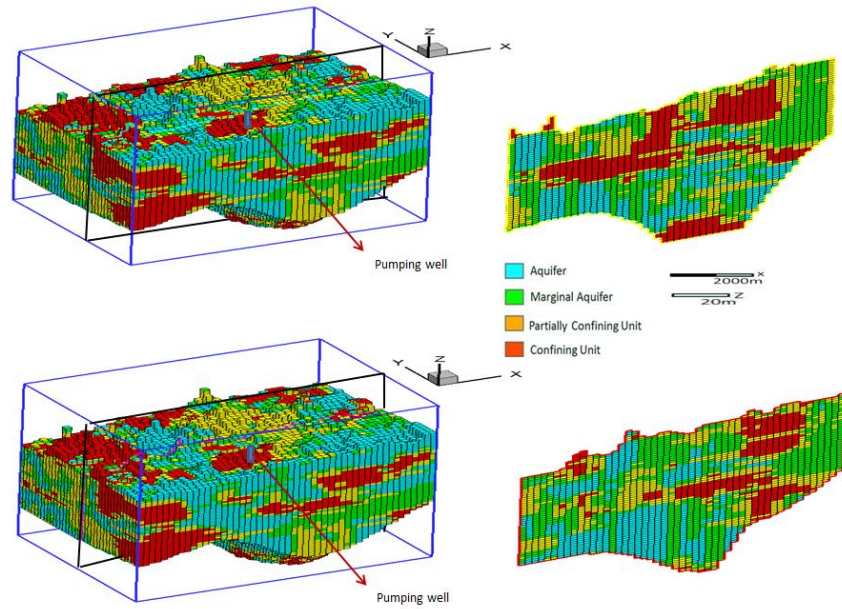 Y
Z
X
Pumping well
Aquifer
Marginal Aquifer
Partially Confining Unit
Confining Unit
X
2000m
Z
20m
Y
Z
X
Pumping well